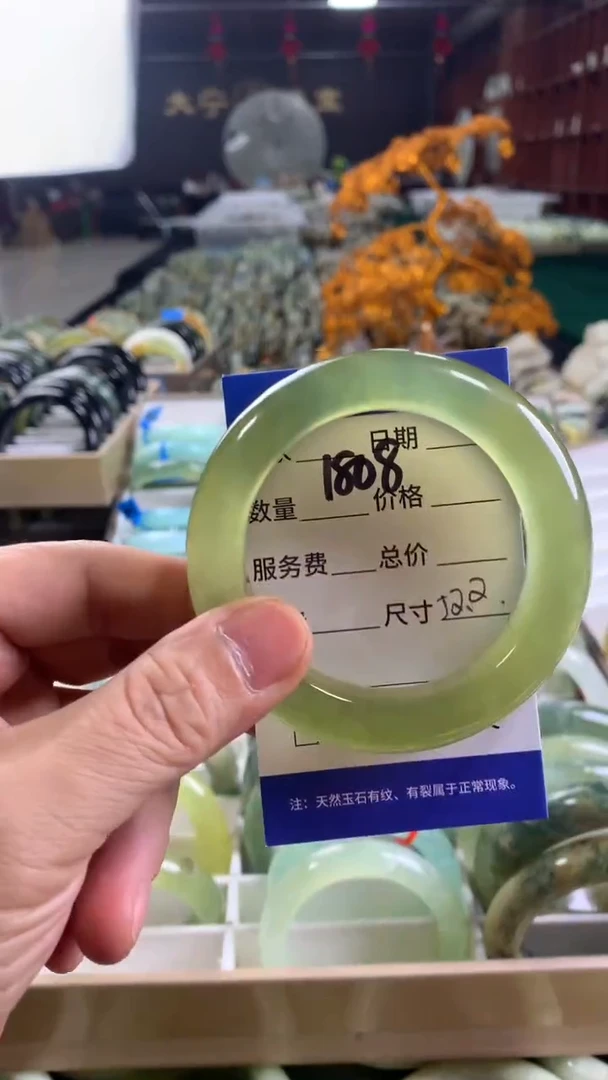 日期
1808
数量 价格
服务费 总价
尺寸 52.2
注：天然玉石有纹、有裂属于正常现象。